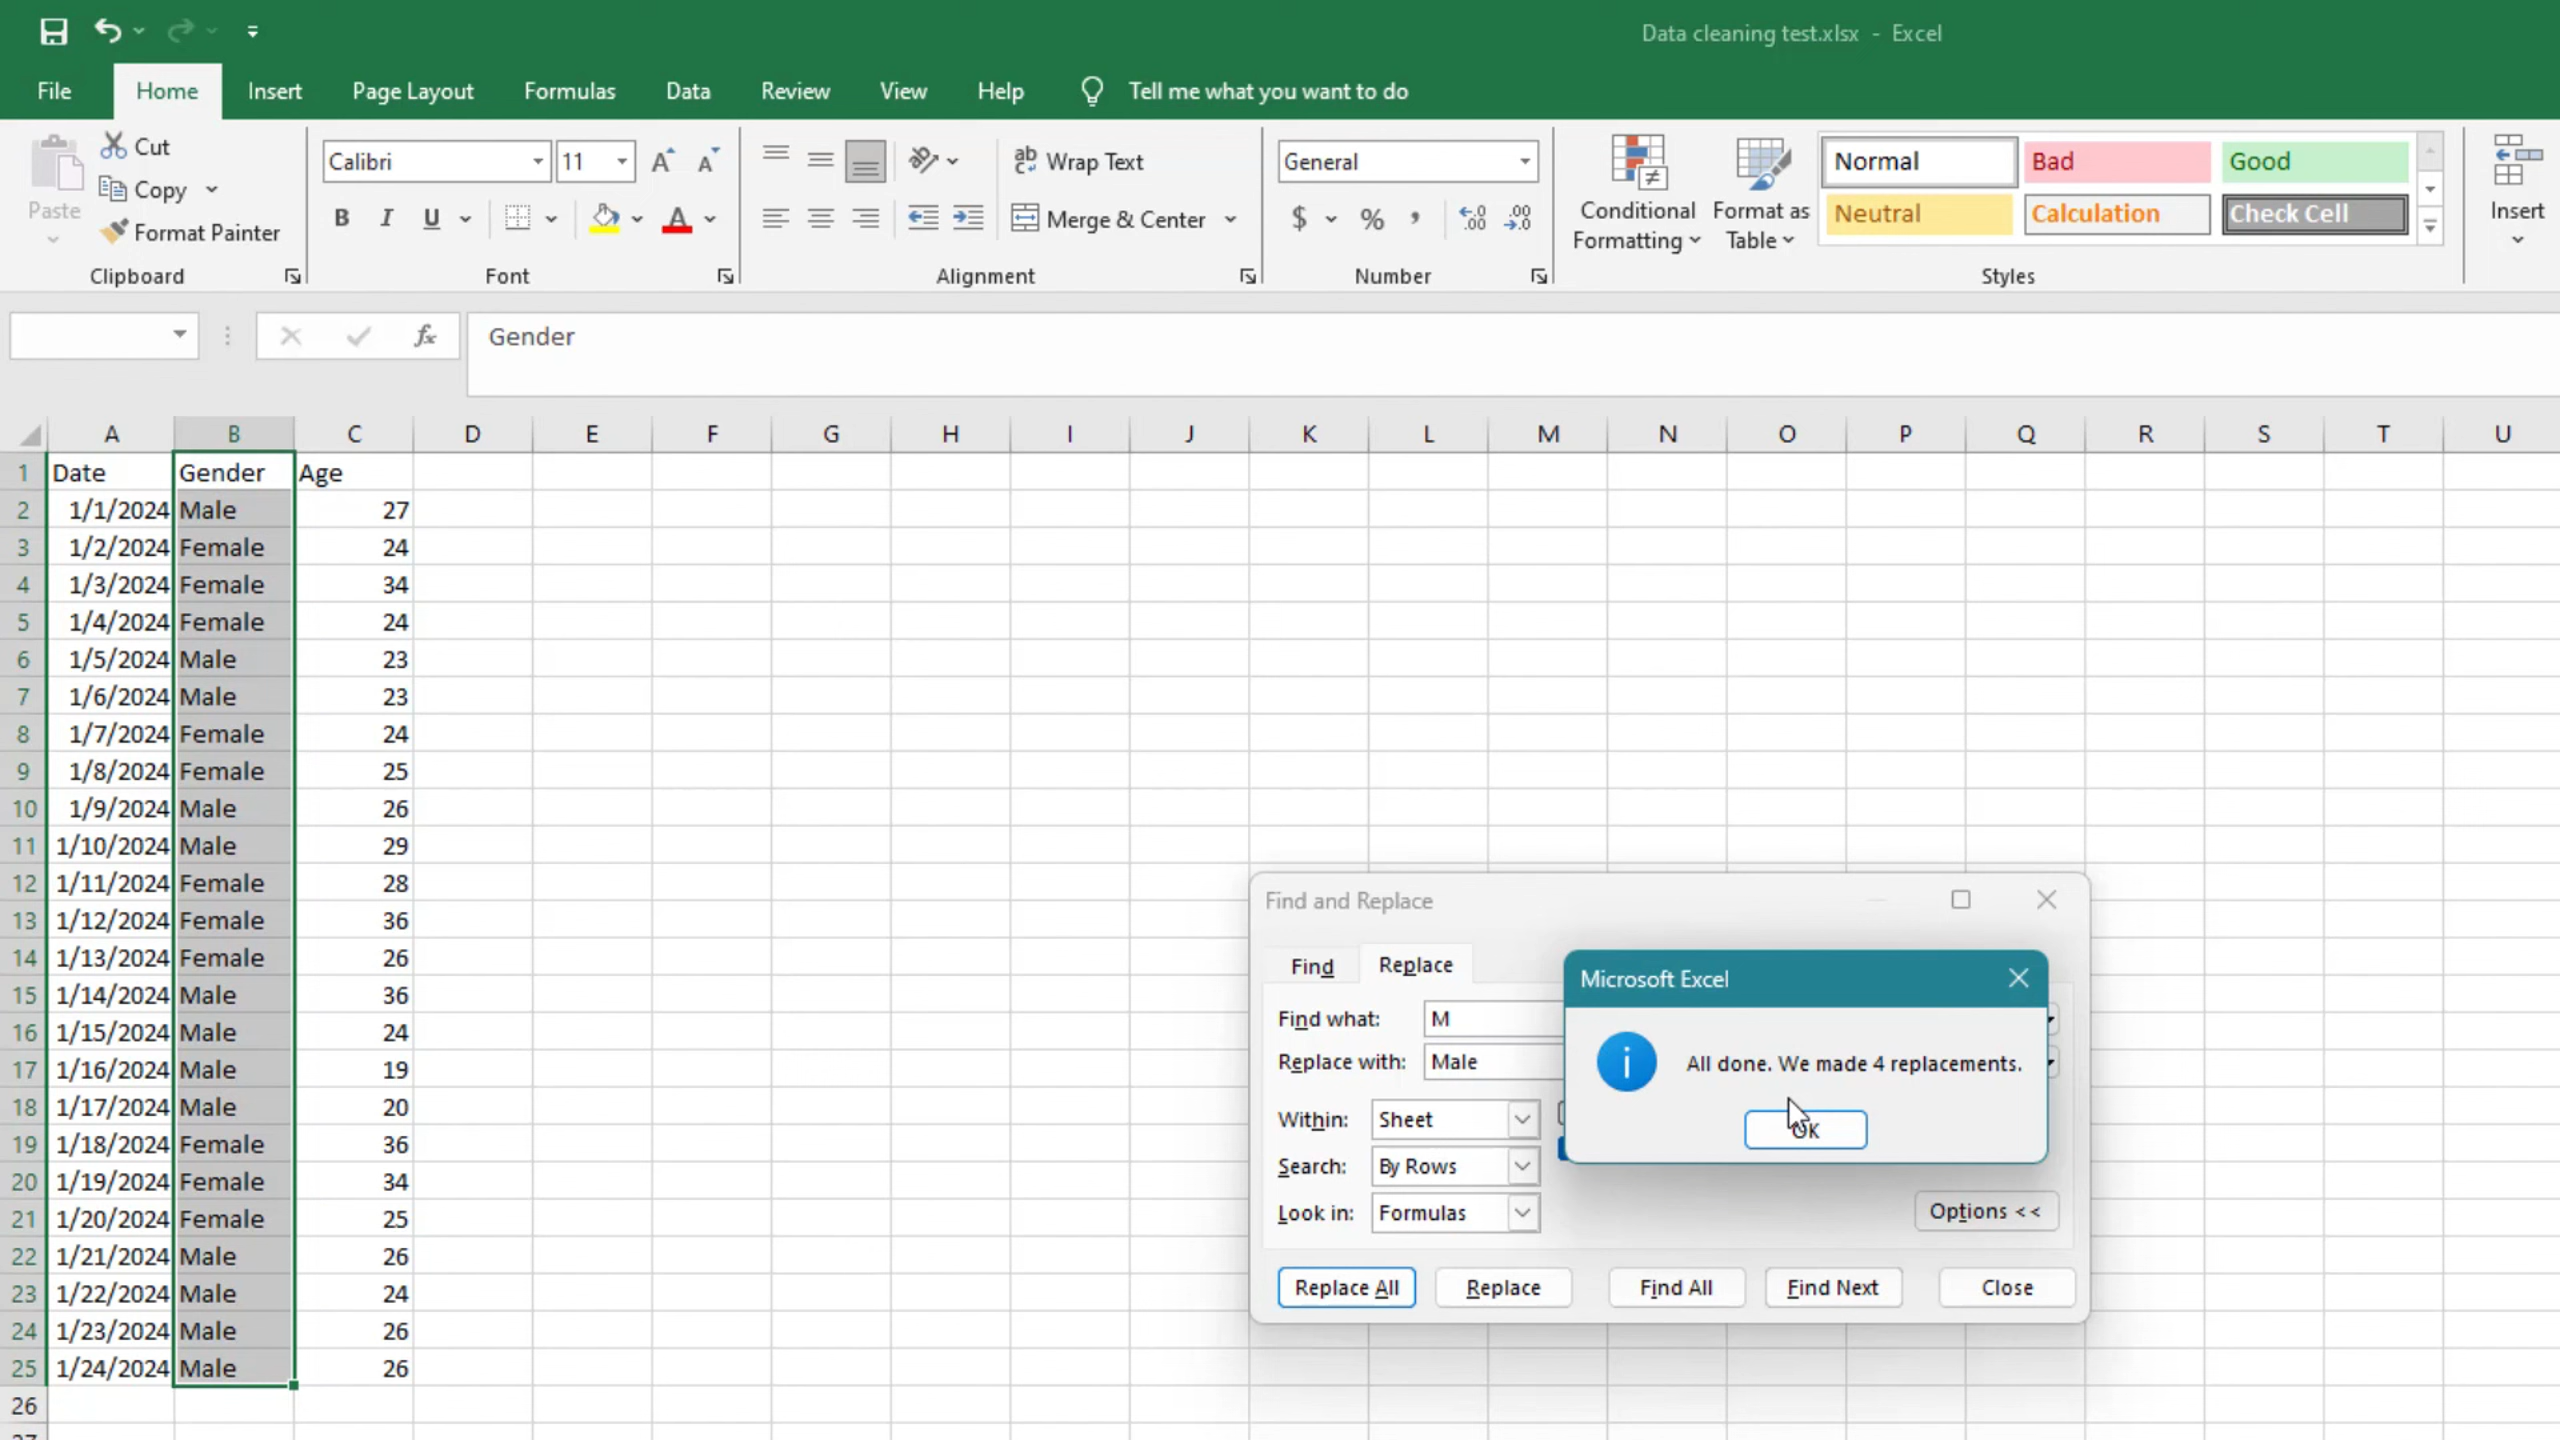 Data cleaning test.xlsx - Excel
File Home Insert Page Layout Formulas Data Review View Help Tell me what you want to do
Paste
Cut
Copy
Format Painter
Clipboard
Calibri 11
B I U
Font
Wrap Text
Merge & Center
Alignment
General
$ % ,
Number
Conditional Formatting
Format as Table
Normal Bad Good
Neutral Calculation Check Cell
Styles
Insert
fx Gender
A B C D E F G H I J K L M N O P Q R S T U
1 Date Gender Age
2 1/1/2024 Male 27
3 1/2/2024 Female 24
4 1/3/2024 Female 34
5 1/4/2024 Female 24
6 1/5/2024 Male 23
7 1/6/2024 Male 23
8 1/7/2024 Female 24
9 1/8/2024 Female 25
10 1/9/2024 Male 26
11 1/10/2024 Male 29
12 1/11/2024 Female 28
13 1/12/2024 Female 36
14 1/13/2024 Female 26
15 1/14/2024 Male 36
16 1/15/2024 Male 24
17 1/16/2024 Male 19
18 1/17/2024 Male 20
19 1/18/2024 Female 36
20 1/19/2024 Female 34
21 1/20/2024 Female 25
22 1/21/2024 Male 26
23 1/22/2024 Male 24
24 1/23/2024 Male 26
25 1/24/2024 Male 26
26
Find and Replace
Find Replace
Find what: M
Replace with: Male
Within: Sheet
Search: By Rows
Look in: Formulas
Options <<
Replace All Replace Find All Find Next Close
Microsoft Excel
All done. We made 4 replacements.
OK